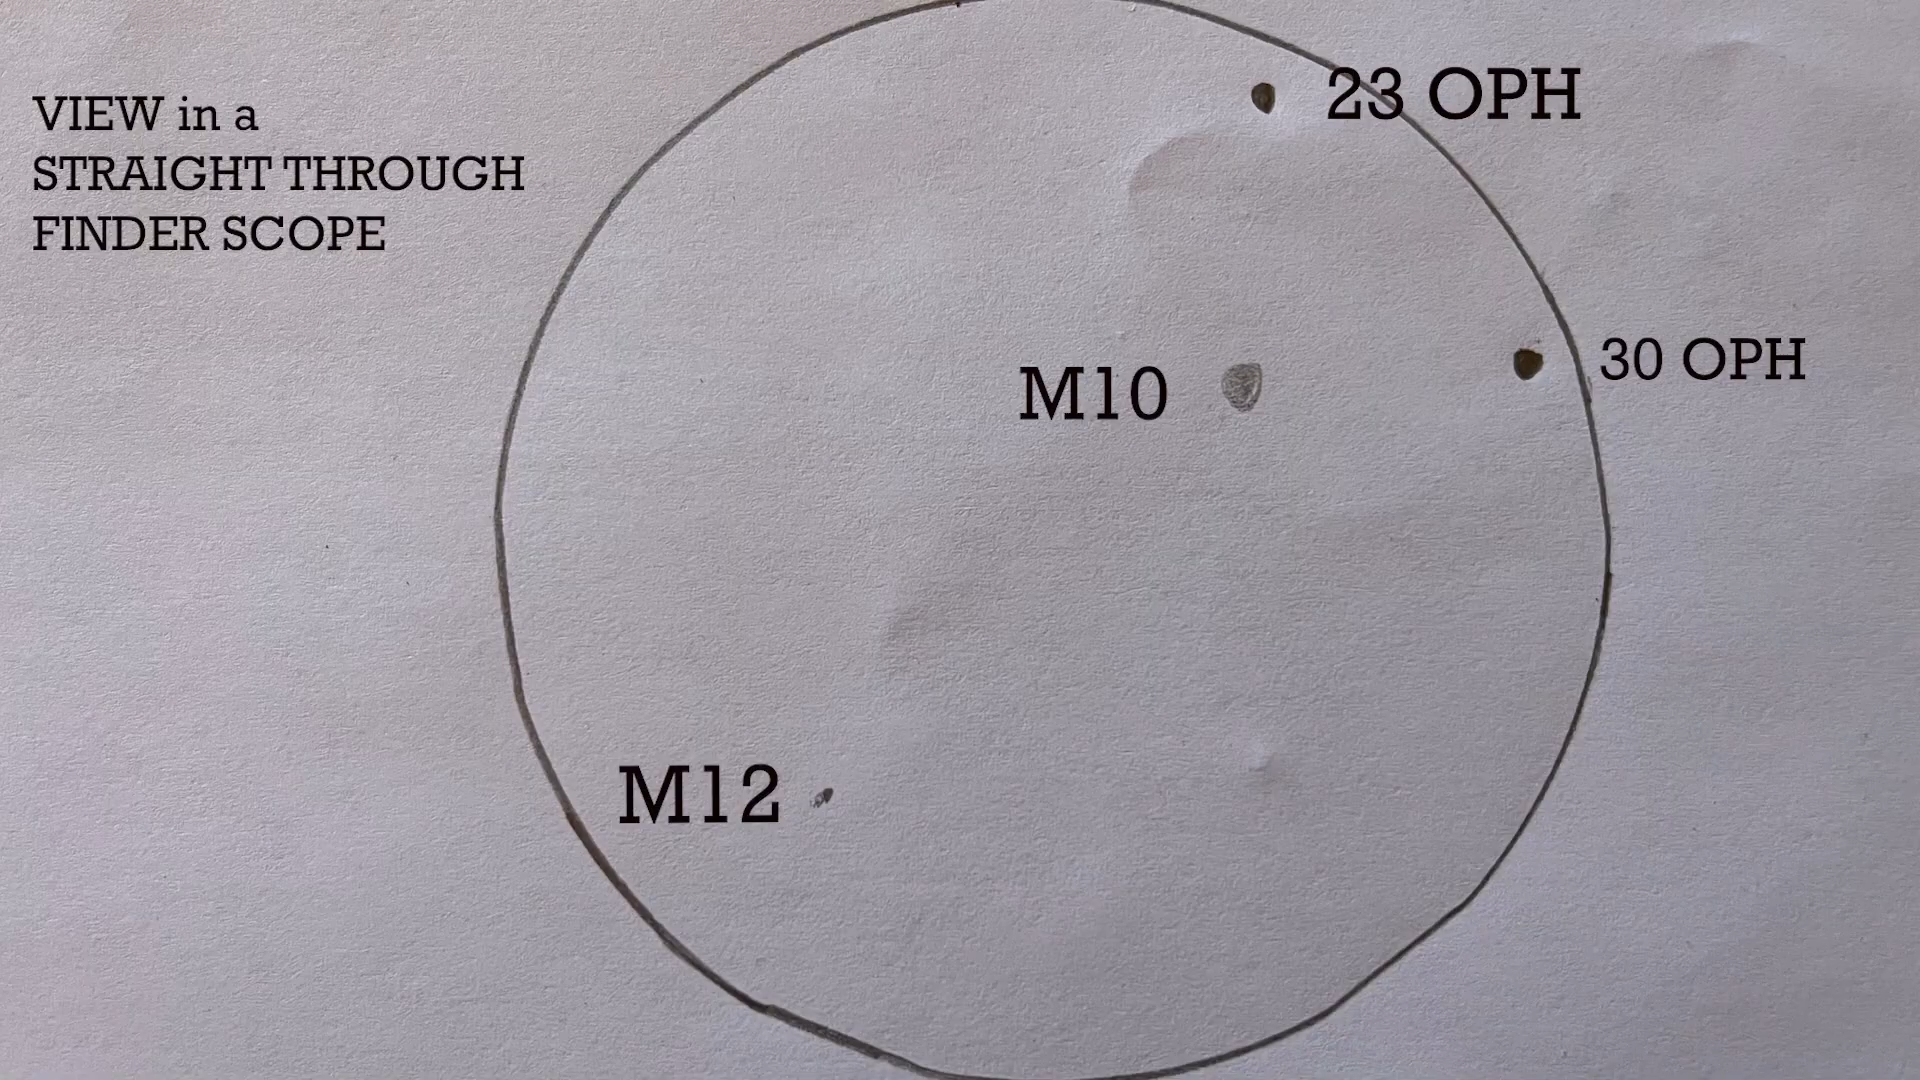 VIEW in a
STRAIGHT THROUGH
FINDER SCOPE
23 OPH
30 OPH
M10
M12